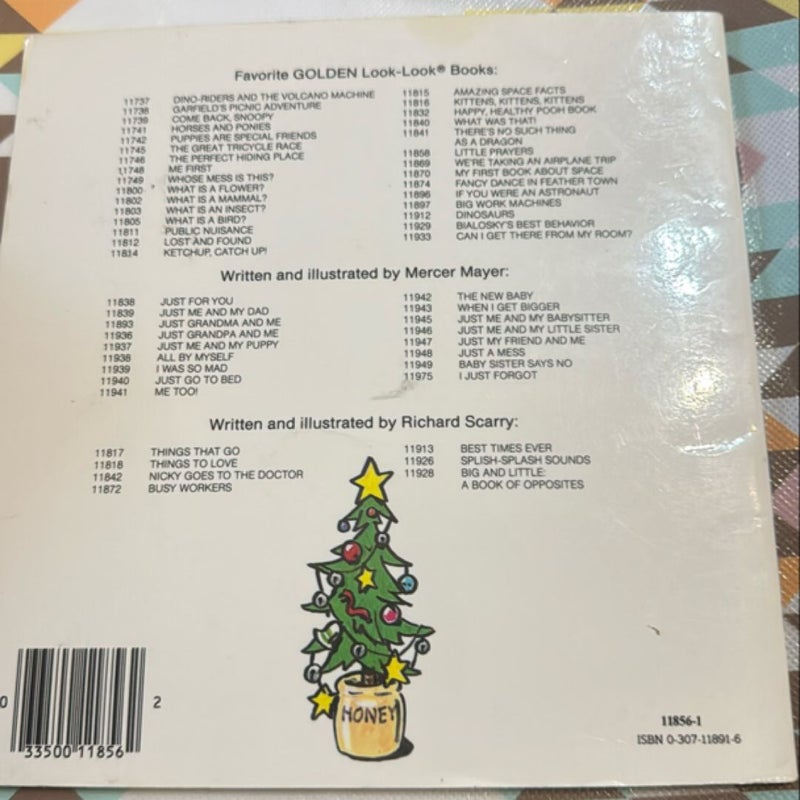 Favorite GOLDEN Look-Look® Books:
11737 DINO-RIDERS AND THE VOLCANO MACHINE
11738 GARFIELD'S PICNIC ADVENTURE
11739 COME BACK, SNOOPY
11741 HORSES AND PONIES
11742 PUPPIES ARE SPECIAL FRIENDS
11745 THE GREAT TRICYCLE RACE
11746 THE PERFECT HIDING PLACE
11748 ME FIRST
11749 WHOSE MESS IS THIS?
11800 WHAT IS A FLOWER?
11802 WHAT IS A MAMMAL?
11803 WHAT IS AN INSECT?
11805 WHAT IS A BIRD?
11811 PUBLIC NUISANCE
11812 LOST AND FOUND
11814 KETCHUP, CATCH UP!
11815 AMAZING SPACE FACTS
11816 KITTENS, KITTENS, KITTENS
11832 HAPPY, HEALTHY POOH BOOK
11840 WHAT WAS THAT!
11841 THERE'S NO SUCH THING
AS A DRAGON
11858 LITTLE PRAYERS
11869 WE'RE TAKING AN AIRPLANE TRIP
11870 MY FIRST BOOK ABOUT SPACE
11874 FANCY DANCE IN FEATHER TOWN
11896 IF YOU WERE AN ASTRONAUT
11897 BIG WORK MACHINES
11912 DINOSAURS
11929 BIALOSKY'S BEST BEHAVIOR
11933 CAN I GET THERE FROM MY ROOM?
Written and illustrated by Mercer Mayer:
11838 JUST FOR YOU
11839 JUST ME AND MY DAD
11893 JUST GRANDMA AND ME
11936 JUST GRANDPA AND ME
11937 JUST ME AND MY PUPPY
11938 ALL BY MYSELF
11939 I WAS SO MAD
11940 JUST GO TO BED
11941 ME TOO!
11942 THE NEW BABY
11943 WHEN I GET BIGGER
11945 JUST ME AND MY BABYSITTER
11946 JUST ME AND MY LITTLE SISTER
11947 JUST MY FRIEND AND ME
11948 JUST A MESS
11949 BABY SISTER SAYS NO
11975 I JUST FORGOT
Written and illustrated by Richard Scarry:
11817 THINGS THAT GO
11818 THINGS TO LOVE
11842 NICKY GOES TO THE DOCTOR
11872 BUSY WORKERS
11913 BEST TIMES EVER
11926 SPLISH-SPLASH SOUNDS
11928 BIG AND LITTLE:
A BOOK OF OPPOSITES
HONEY
0 33500 11856 2
11856-1
ISBN 0-307-11891-6